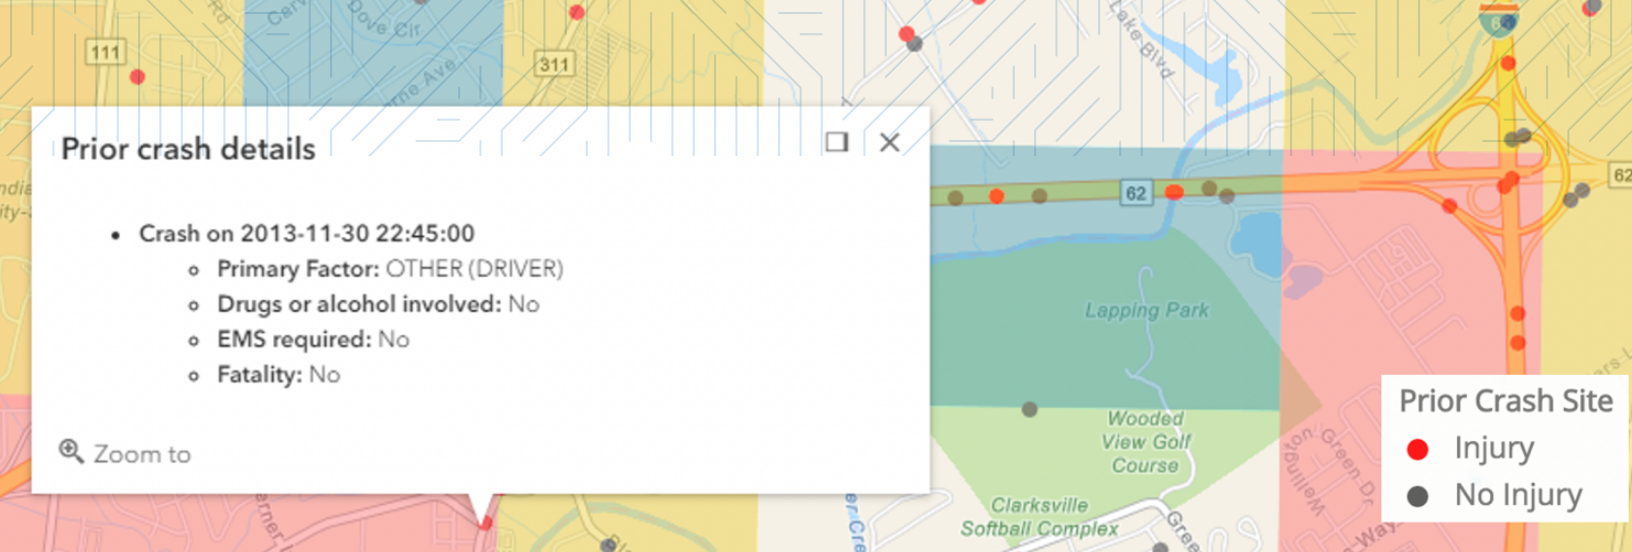 111
311
Dove Cir
Lake Blvd
Prior crash details
• Crash on 2013-11-30 22:45:00
◦ Primary Factor: OTHER (DRIVER)
◦ Drugs or alcohol involved: No
◦ EMS required: No
◦ Fatality: No
Zoom to
62
62
Lapping Park
Wooded
View Golf
Course
Clarksville
Softball Complex
Green Dr
Prior Crash Site
Injury
No Injury